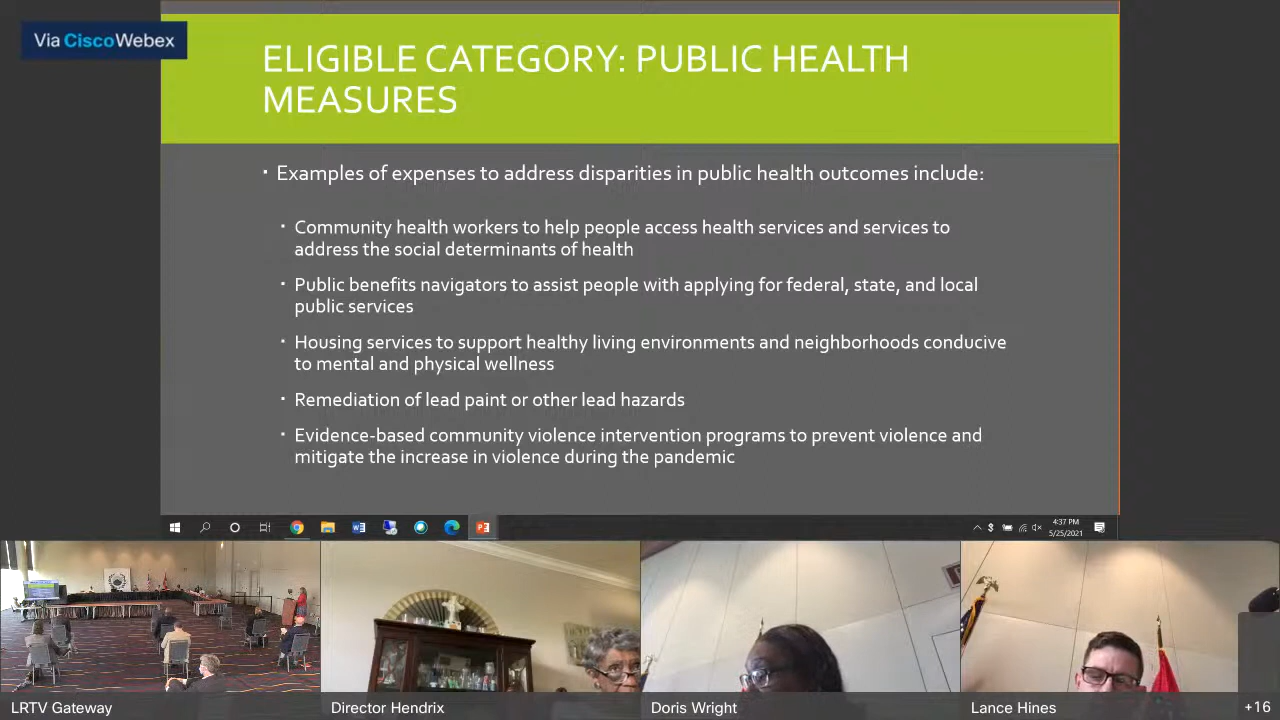 Via Cisco Webex
ELIGIBLE CATEGORY: PUBLIC HEALTH
MEASURES
Examples of expenses to address disparities in public health outcomes include:
Community health workers to help people access health services and services to
address the social determinants of health
Public benefits navigators to assist people with applying for federal, state, and local
public services
Housing services to support healthy living environments and neighborhoods conducive
to mental and physical wellness
Remediation of lead paint or other lead hazards
Evidence-based community violence intervention programs to prevent violence and
mitigate the increase in violence during the pandemic
4:37 PM
5/25/2021
LRTV Gateway
Director Hendrix
Doris Wright
Lance Hines
+16